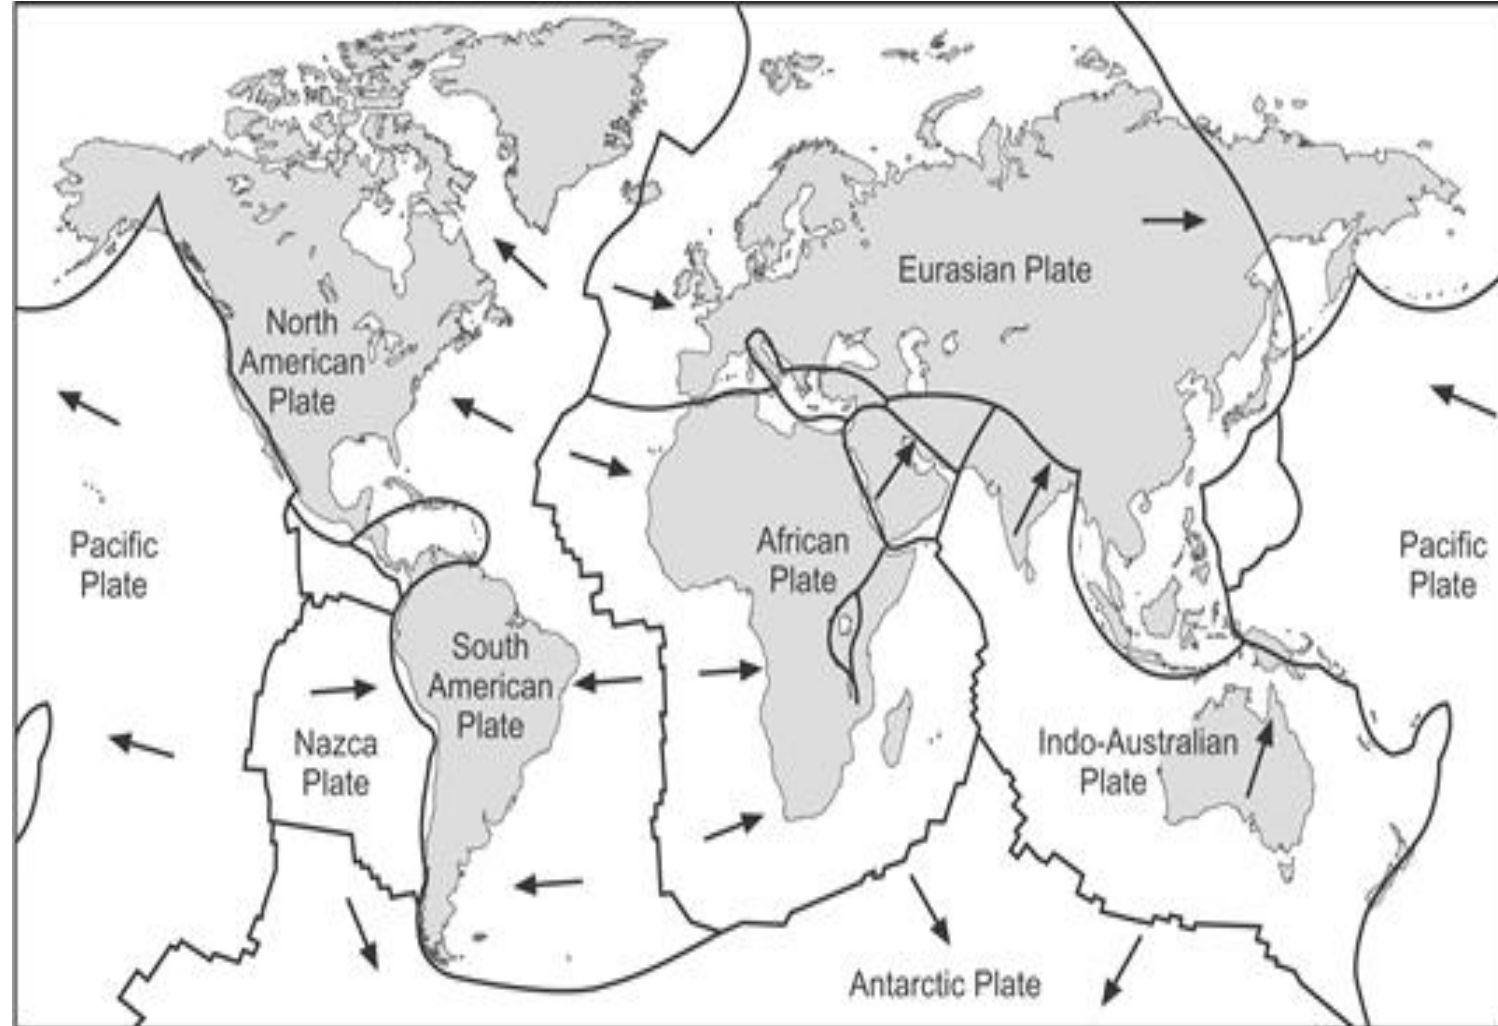 Eurasian Plate
North
American
Plate
Pacific
Plate
African
Plate
Pacific
Plate
South
American
Plate
Nazca
Plate
Indo-Australian
Plate
Antarctic Plate